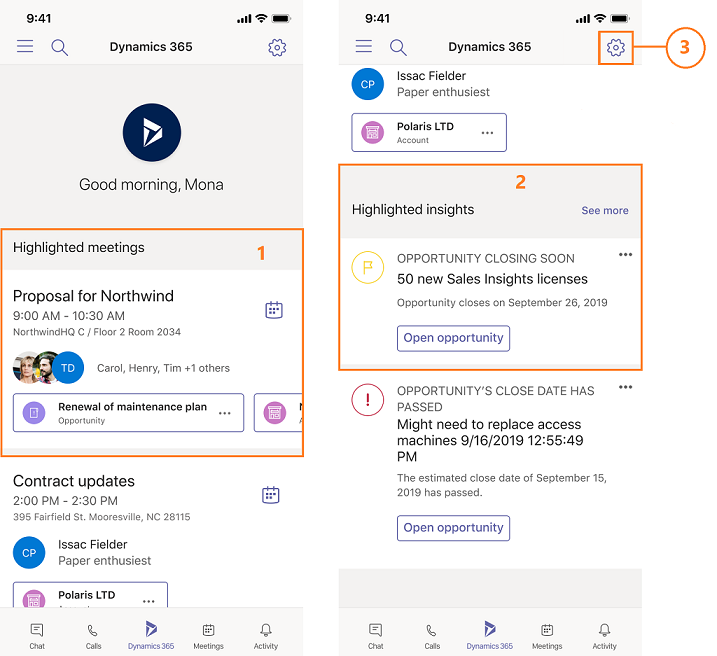 9:41
Dynamics 365
Good morning, Mona
Highlighted meetings
1
Proposal for Northwind
9:00 AM - 10:30 AM
NorthwindHQ C / Floor 2 Room 2034
TD
Carol, Henry, Tim +1 others
Renewal of maintenance plan
Opportunity
Contract updates
2:00 PM - 2:30 PM
395 Fairfield St. Mooresville, NC 28115
CP
Issac Fielder
Paper enthusiast
Polaris LTD
Chat
Calls
Dynamics 365
Meetings
Activity
9:41
Dynamics 365
3
CP
Issac Fielder
Paper enthusiast
Polaris LTD
Account
2
Highlighted insights
See more
OPPORTUNITY CLOSING SOON
50 new Sales Insights licenses
Opportunity closes on September 26, 2019
Open opportunity
OPPORTUNITY'S CLOSE DATE HAS
PASSED
Might need to replace access
machines 9/16/2019 12:55:49
PM
The estimated close date of September 15,
2019 has passed.
Open opportunity
Chat
Calls
Dynamics 365
Meetings
Activity